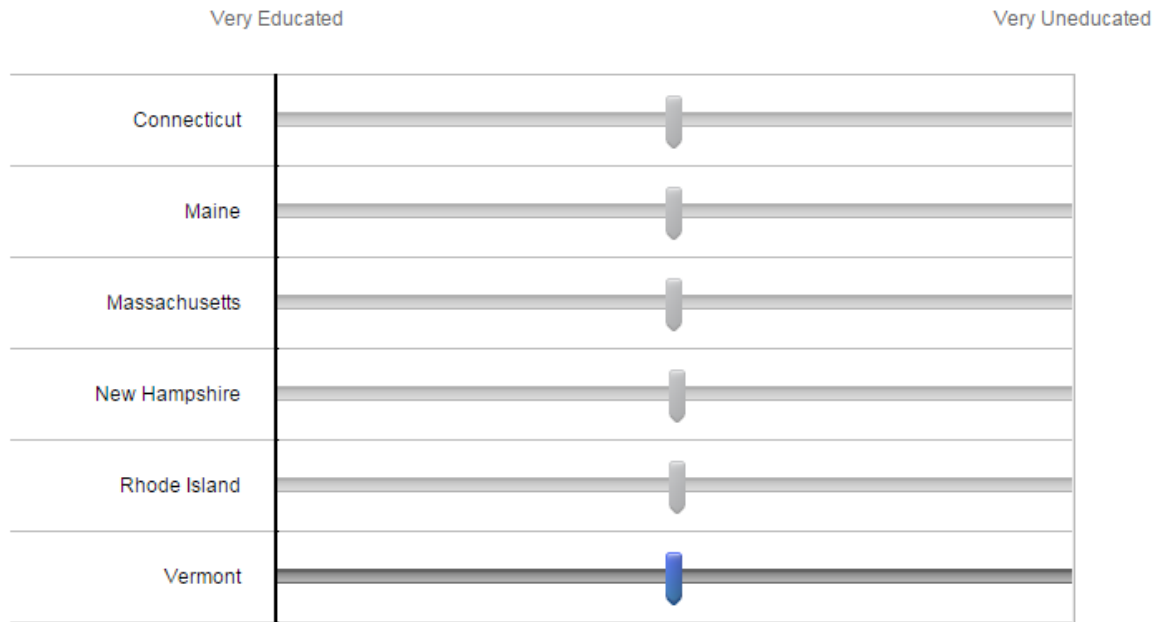 Very Educated Very Uneducated
Connecticut
Maine
Massachusetts
New Hampshire
Rhode Island
Vermont